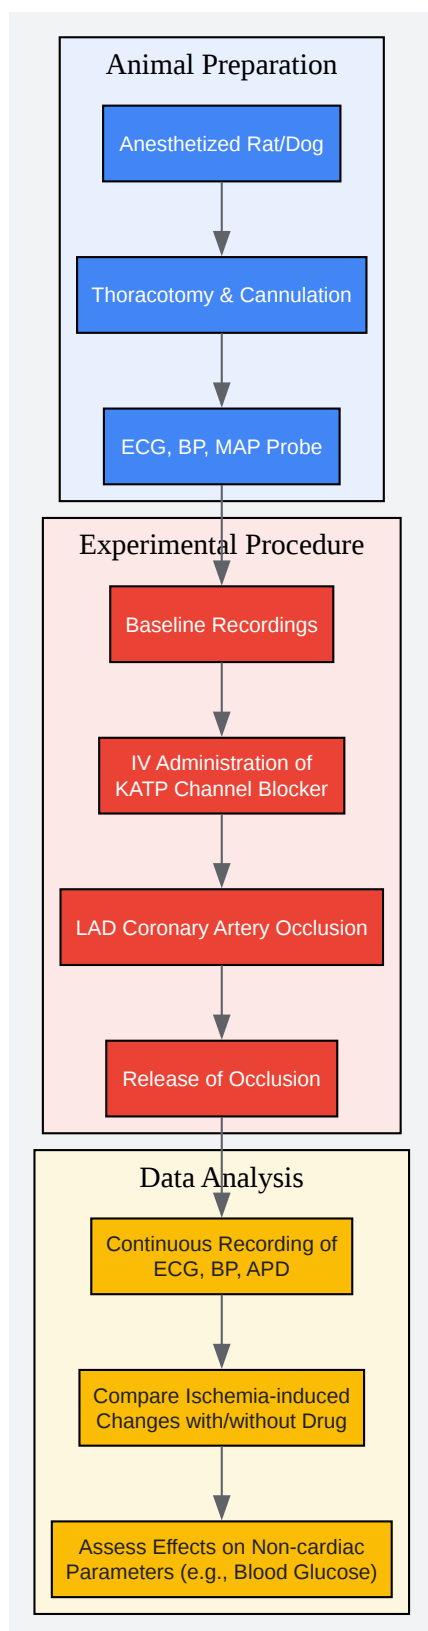 Animal Preparation
Anesthetized Rat/Dog
Thoracotomy & Cannulation
ECG, BP, MAP Probe
Experimental Procedure
Baseline Recordings
IV Administration of
KATP Channel Blocker
LAD Coronary Artery Occlusion
Release of Occlusion
Data Analysis
Continuous Recording of
ECG, BP, APD
Compare Ischemia-induced
Changes with/without Drug
Assess Effects on Non-cardiac
Parameters (e.g., Blood Glucose)